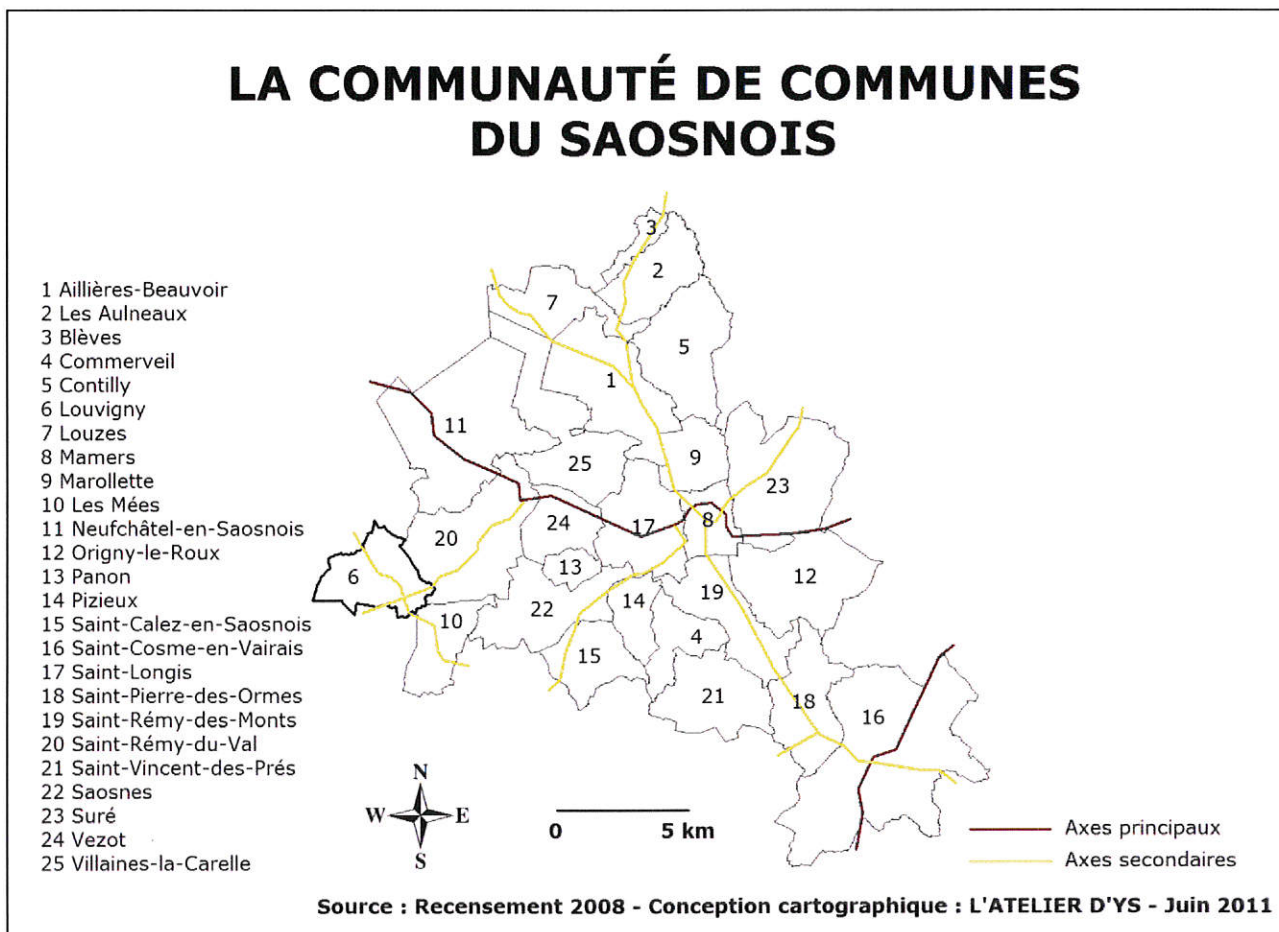 LA COMMUNAUTÉ DE COMMUNES
DU SAOSNOIS
1 Aillières-Beauvoir
2 Les Aulneaux
3 Blèves
4 Commerveil
5 Contilly
6 Louvigny
7 Louzes
8 Mamers
9 Marollette
10 Les Mées
11 Neufchâtel-en-Saosnois
12 Origny-le-Roux
13 Panon
14 Pizieux
15 Saint-Calez-en-Saosnois
16 Saint-Cosme-en-Vairais
17 Saint-Longis
18 Saint-Pierre-des-Ormes
19 Saint-Rémy-des-Monts
20 Saint-Rémy-du-Val
21 Saint-Vincent-des-Prés
22 Saosnes
23 Suré
24 Vezot
25 Villaines-la-Carelle
3
2
7
5
1
11
9
25
23
8
24
17
20
13
12
6
19
14
22
10
4
15
21
18
16
N
W E
S
0 5 km
Axes principaux
Axes secondaires
Source : Recensement 2008 - Conception cartographique : L'ATELIER D'YS - Juin 2011